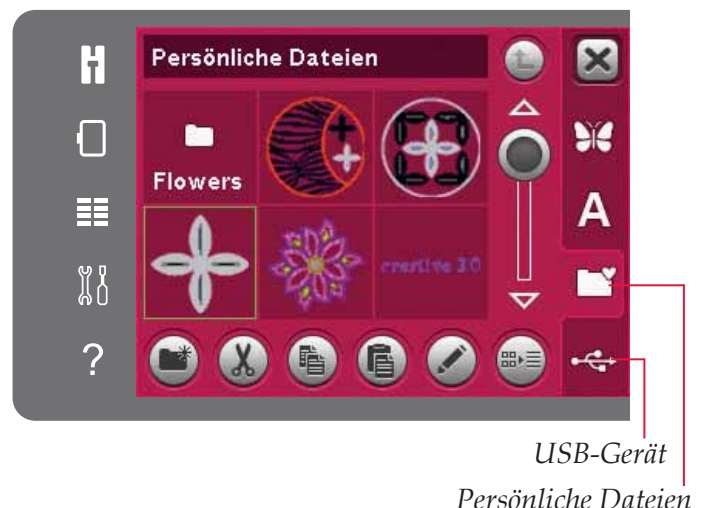 Persönliche Dateien
Flowers
creative 3.0
A
?
USB-Gerät
Persönliche Dateien